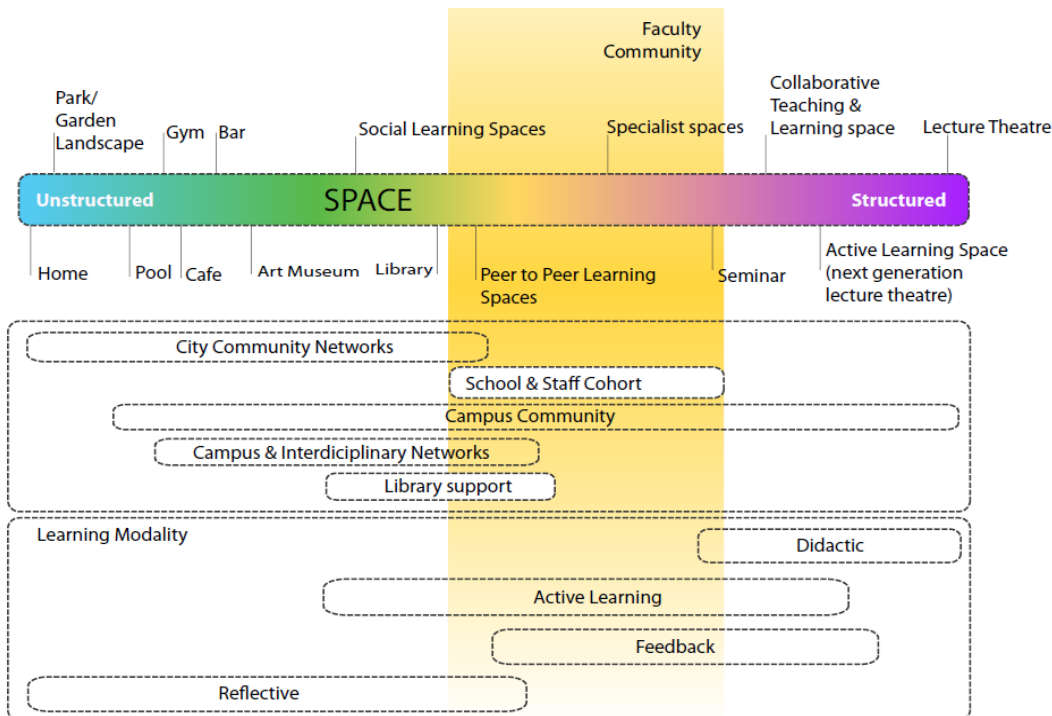 Faculty
Community
Park/
Garden
Landscape
Gym
Bar
Social Learning Spaces
Specialist spaces
Collaborative
Teaching &
Learning space
Lecture Theatre
Unstructured
SPACE
Structured
Home
Pool
Cafe
Art Museum
Library
Peer to Peer Learning
Spaces
Seminar
Active Learning Space
(next generation
lecture theatre)
City Community Networks
School & Staff Cohort
Campus Community
Campus & Interdiciplinary Networks
Library support
Learning Modality
Didactic
Active Learning
Feedback
Reflective